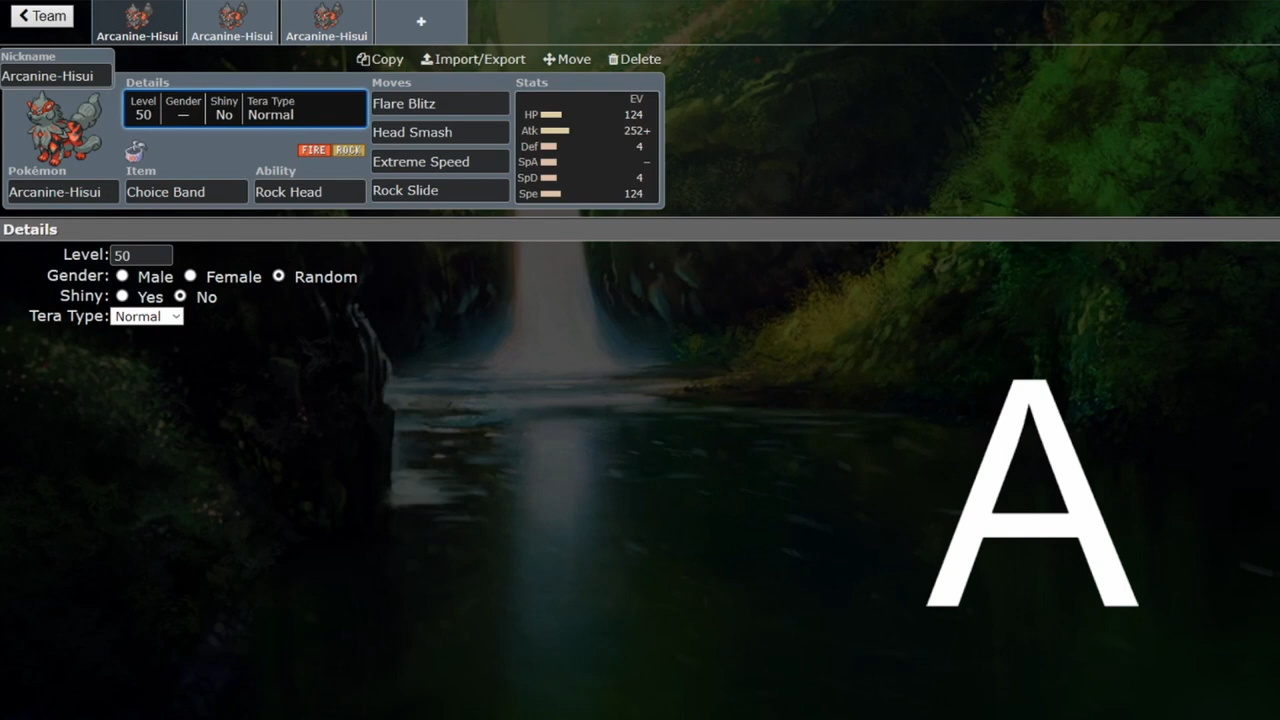 Team
Arcanine-Hisui Arcanine-Hisui Arcanine-Hisui +
Copy Import/Export Move Delete
Nickname
Arcanine-Hisui
Details
Level Gender Shiny Tera Type
50 — No Normal
FIRE ROCK
Pokémon Item Ability
Arcanine-Hisui Choice Band Rock Head
Moves
Flare Blitz
Head Smash
Extreme Speed
Rock Slide
Stats
EV
HP 124
Atk 252+
Def 4
SpA –
SpD 4
Spe 124
Details
Level: 50
Gender: Male Female Random
Shiny: Yes No
Tera Type: Normal
A